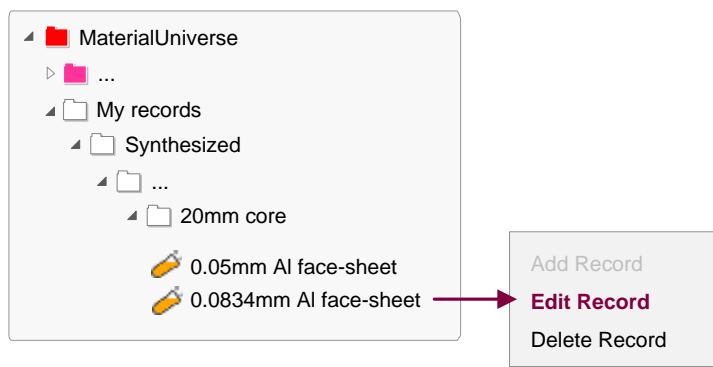 MaterialUniverse
...
My records
Synthesized
...
20mm core
0.05mm Al face-sheet
0.0834mm Al face-sheet
Add Record
Edit Record
Delete Record